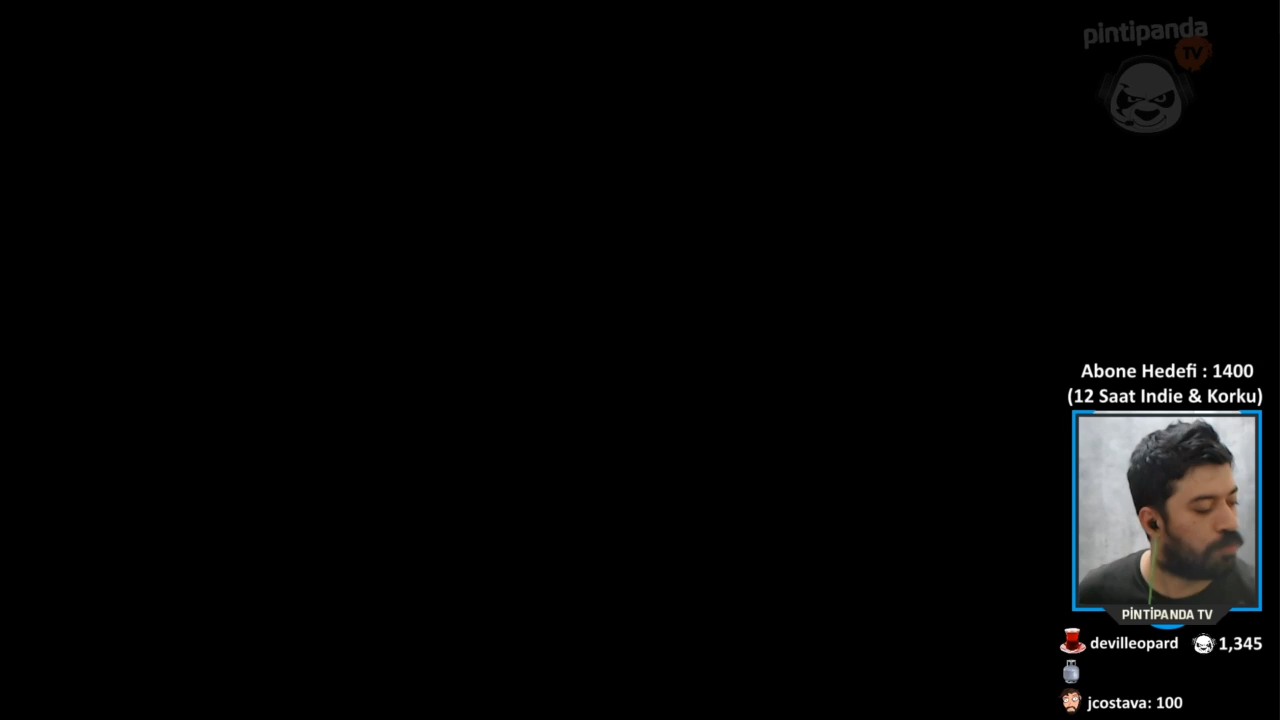 pintipanda
TV
Abone Hedefi : 1400
(12 Saat Indie & Korku)
PİNTİPANDA TV
devilleopard 1,345
jcostava: 100